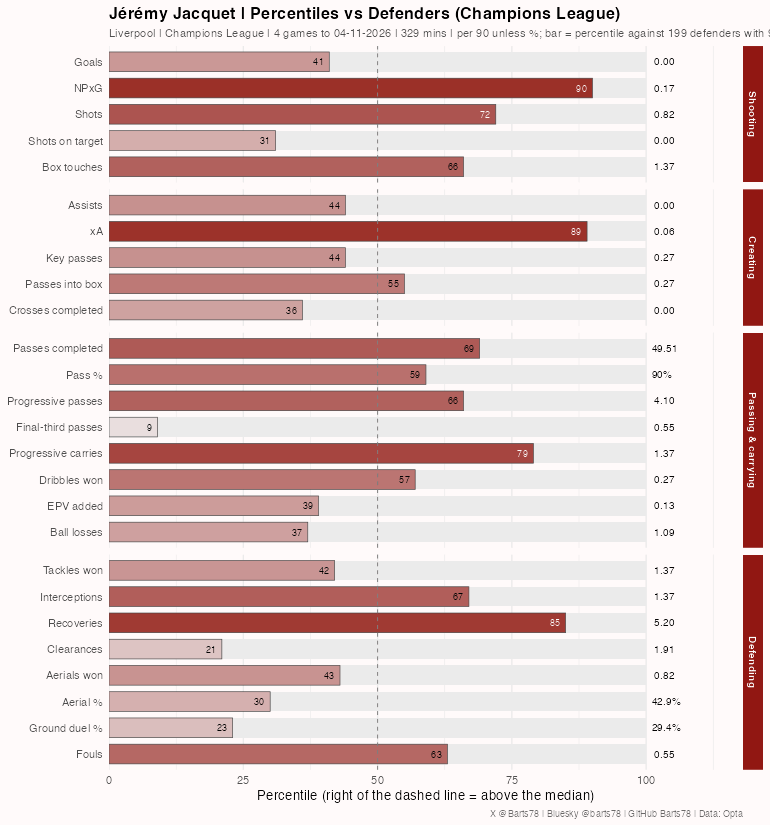 Jérémy Jacquet | Percentiles vs Defenders (Champions League)
Liverpool | Champions League | 4 games to 04-11-2026 | 329 mins | per 90 unless %; bar = percentile against 199 defenders with
Goals 41 0.00
NPxG 90 0.17
Shots 72 0.82
Shots on target 31 0.00
Box touches 66 1.37
Shooting
Assists 44 0.00
xA 89 0.06
Key passes 44 0.27
Passes into box 55 0.27
Crosses completed 36 0.00
Creating
Passes completed 69 49.51
Pass % 59 90%
Progressive passes 66 4.10
Final-third passes 9 0.55
Progressive carries 79 1.37
Dribbles won 57 0.27
EPV added 39 0.13
Ball losses 37 1.09
Passing & carrying
Tackles won 42 1.37
Interceptions 67 1.37
Recoveries 85 5.20
Clearances 21 1.91
Aerials won 43 0.82
Aerial % 30 42.9%
Ground duel % 23 29.4%
Fouls 63 0.55
Defending
0 25 50 75 100
Percentile (right of the dashed line = above the median)
X @Barts78 | Bluesky @barts78 | GitHub Barts78 | Data: Opta